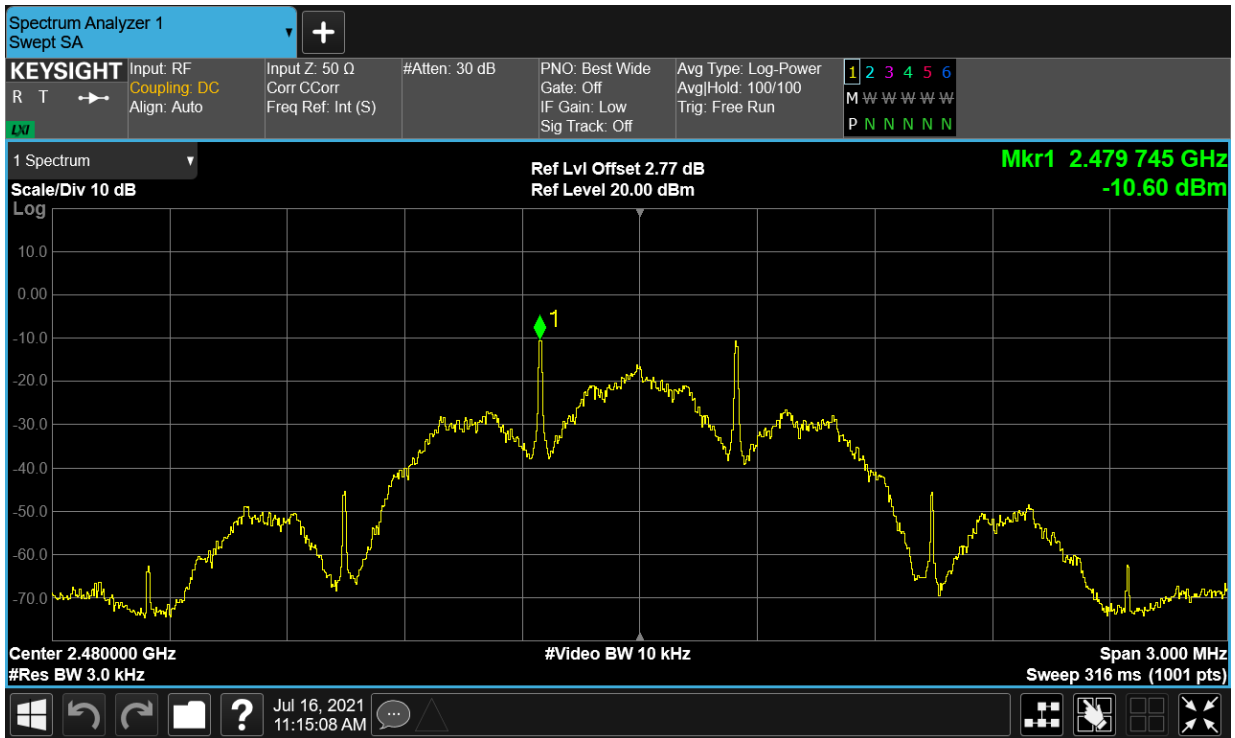 Spectrum Analyzer 1
Swept SA
KEYSIGHT
R T
LXI
Input: RF
Coupling: DC
Align: Auto
Input Z: 50 Ω
Corr CCorr
Freq Ref: Int (S)
#Atten: 30 dB
PNO: Best Wide
Gate: Off
IF Gain: Low
Sig Track: Off
Avg Type: Log-Power
Avg|Hold: 100/100
Trig: Free Run
1 2 3 4 5 6
M W W W W W W
P N N N N N N
1 Spectrum
Scale/Div 10 dB
Log
Ref Lvl Offset 2.77 dB
Ref Level 20.00 dBm
Mkr1 2.479 745 GHz
-10.60 dBm
10.0
0.00
1
-10.0
-20.0
-30.0
-40.0
-50.0
-60.0
-70.0
Center 2.480000 GHz
#Video BW 10 kHz
Span 3.000 MHz
#Res BW 3.0 kHz
Sweep 316 ms (1001 pts)
?
Jul 16, 2021
11:15:08 AM